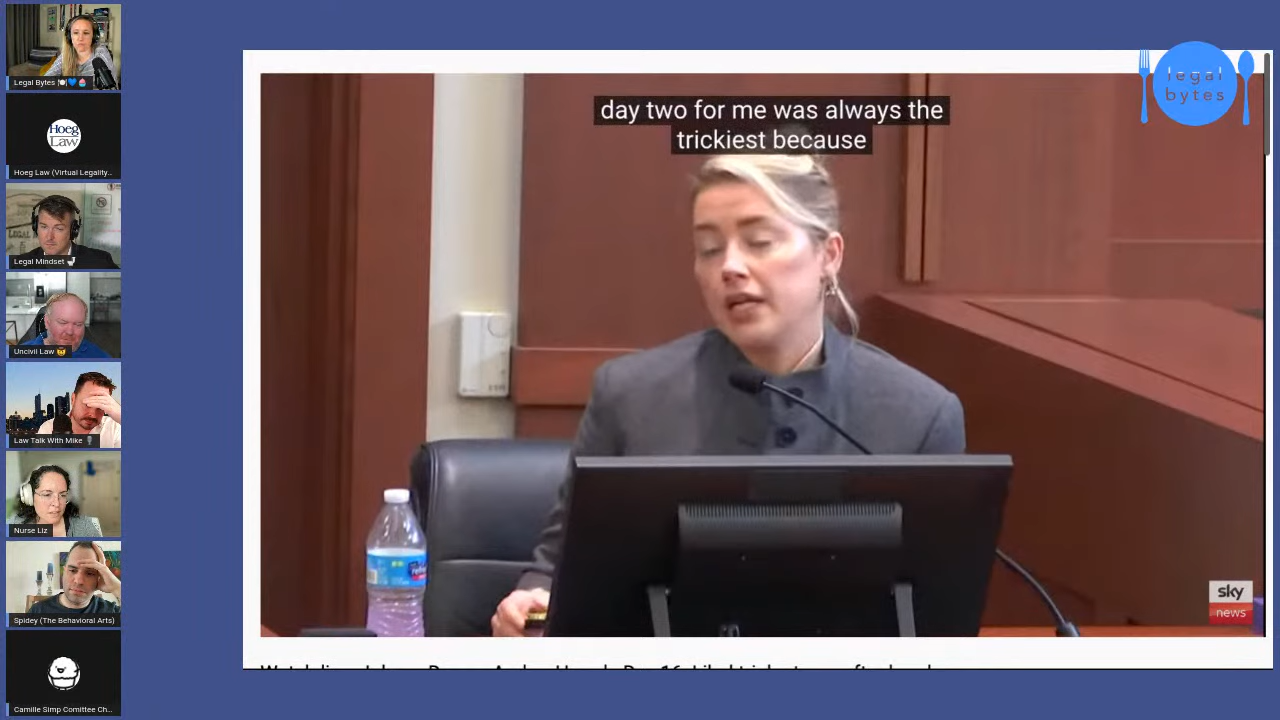 Legal Bytes 🍽️💙🧁
Hoeg
Law
Hoeg Law (Virtual Legality...
LEGAL
Legal Mindset
Uncivil Law 🤠
Law Talk With Mike 🎙️
Nurse Liz
Spidey (The Behavioral Arts)
Camille Simp Comittee Ch...
day two for me was always the
trickiest because
legal
bytes
sky
news